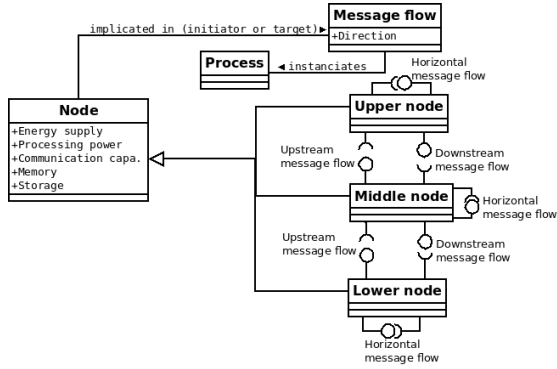 implicated in (initiator or target)►
Message flow
+Direction
Process
◄ instanciates
Horizontal
message flow
Node
+Energy supply
+Processing power
+Communication capa.
+Memory
+Storage
Upper node
Upstream
message flow
Downstream
message flow
Middle node
Horizontal
message flow
Upstream
message flow
Downstream
message flow
Lower node
Horizontal
message flow